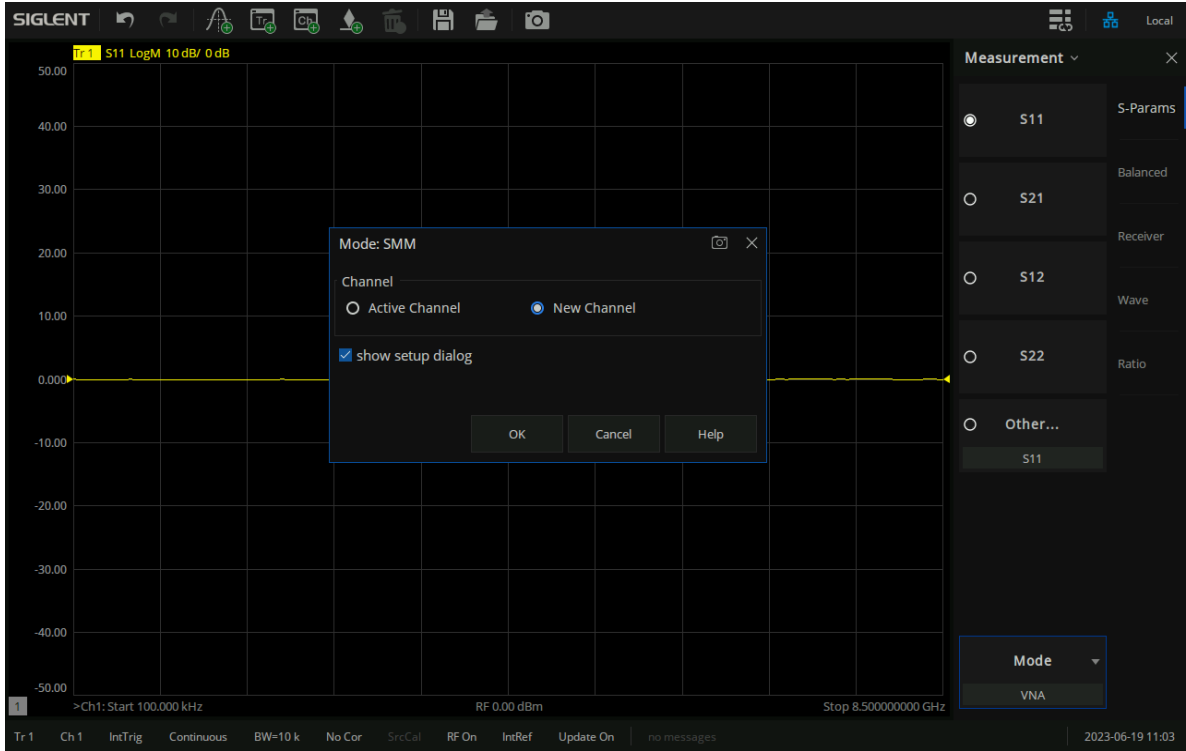 SIGLENT Tr Ch Local
Tr 1 S11 LogM 10 dB/ 0 dB
50.00
40.00
30.00
20.00
10.00
0.000
-10.00
-20.00
-30.00
-40.00
-50.00
1 >Ch1: Start 100.000 kHz RF 0.00 dBm Stop 8.500000000 GHz
Mode: SMM
Channel
Active Channel New Channel
show setup dialog
OK Cancel Help
Measurement
S11
S21
S12
S22
Other...
S11
S-Params
Balanced
Receiver
Wave
Ratio
Mode
VNA
Tr 1 Ch 1 IntTrig Continuous BW=10 k No Cor SrcCal RF On IntRef Update On no messages 2023-06-19 11:03